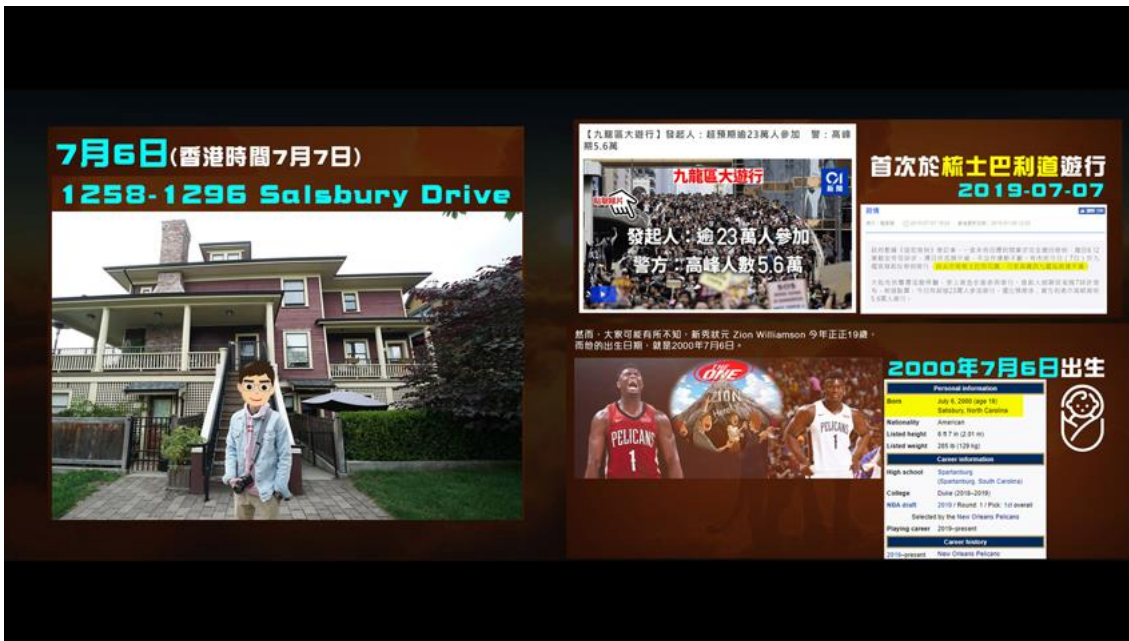 7月6日(香港時間7月7日)
1258-1296 Salsbury Drive
【九龍區大遊行】發起人：超預期逾23萬人參加 警：高峰
期5.6萬
九龍區大遊行
01
新聞
點擊睇片
發起人：逾23萬人參加
警方：高峰人數5.6萬
首次於梳士巴利道遊行
2019-07-07
然而，大家可能有所不知，新秀狀元 Zion Williamson 今年正正19歲，
而他的出生日期，就是2000年7月6日。
THE ONE
ZION
PELICANS
1
PELICANS
1
2000年7月6日出生
Personal information
Born July 6, 2000 (age 19)
Salisbury, North Carolina
Nationality American
Listed height 6 ft 7 in (2.01 m)
Listed weight 285 lb (129 kg)
Career information
High school Spartanburg
(Spartanburg, South Carolina)
College Duke (2018–2019)
NBA draft 2019 / Round: 1 / Pick: 1st overall
Selected by the New Orleans Pelicans
Playing career 2019–present
Career history
2019–present New Orleans Pelicans